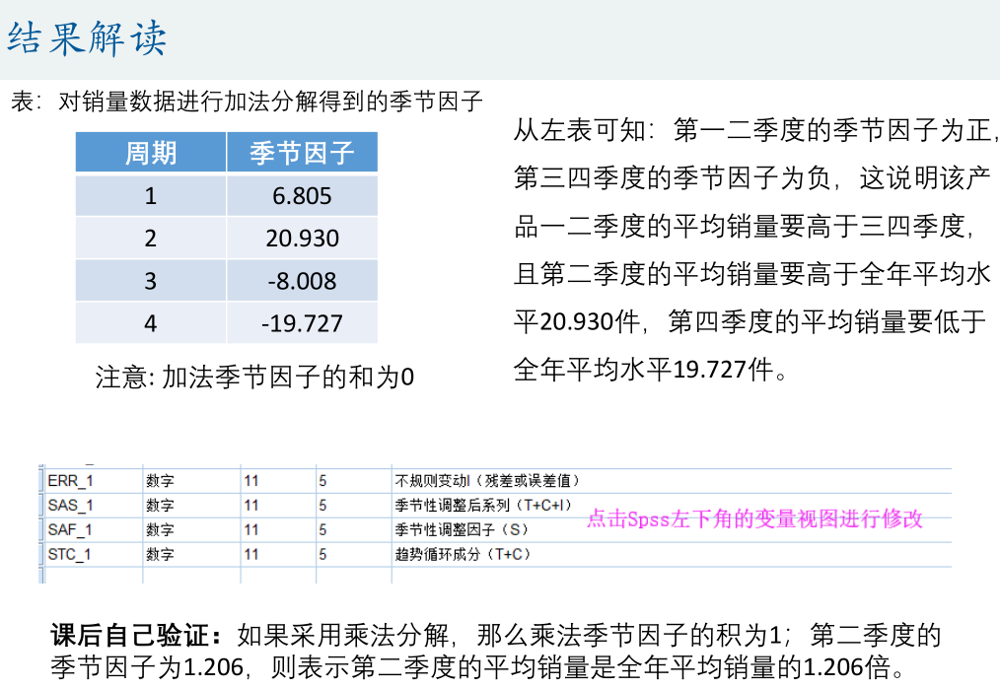 结果解读
表：对销量数据进行加法分解得到的季节因子
周期 季节因子
1 6.805
2 20.930
3 -8.008
4 -19.727
注意: 加法季节因子的和为0
从左表可知：第一二季度的季节因子为正,
第三四季度的季节因子为负，这说明该产
品一二季度的平均销量要高于三四季度，
且第二季度的平均销量要高于全年平均水
平20.930件，第四季度的平均销量要低于
全年平均水平19.727件。
ERR_1 数字 11 5 不规则变动I（残差或误差值）
SAS_1 数字 11 5 季节性调整后系列（T+C+I）
点击Spss左下角的变量视图进行修改
SAF_1 数字 11 5 季节性调整因子（S）
STC_1 数字 11 5 趋势循环成分（T+C）
课后自己验证：如果采用乘法分解，那么乘法季节因子的积为1；第二季度的
季节因子为1.206，则表示第二季度的平均销量是全年平均销量的1.206倍。